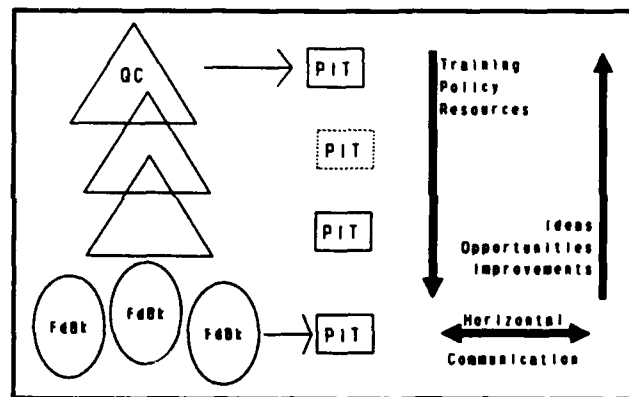 QC
PIT
Training
Policy
Resources
PIT
PIT
Ideas
Opportunities
Improvements
FdBk
FdBk
FdBk
PIT
Horizontal
Communication